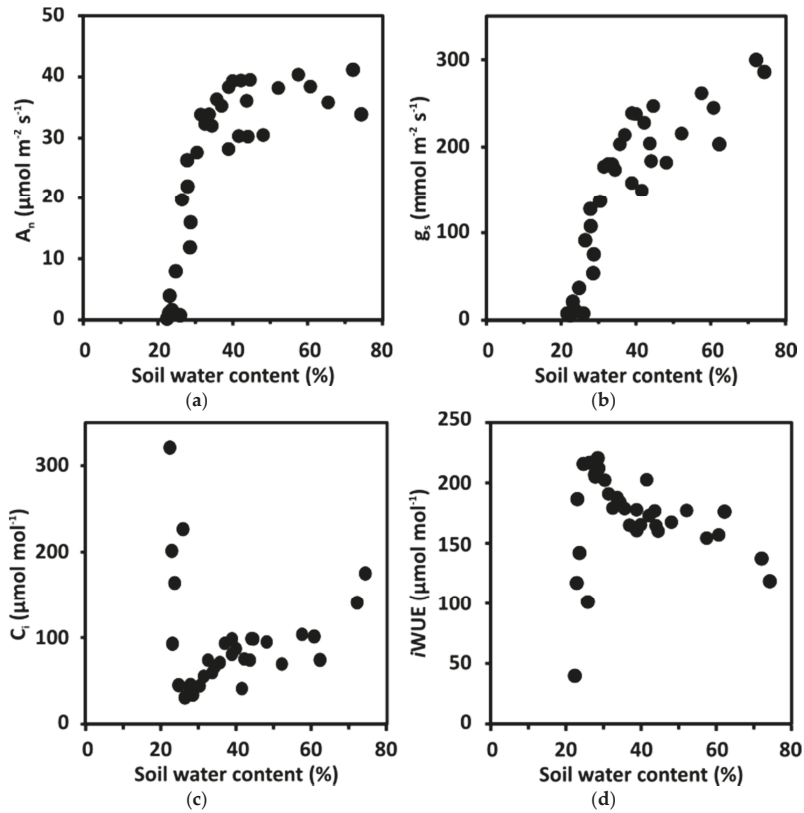 50
40
30
20
10
0
Aₙ (µmol m⁻² s⁻¹)
0 20 40 60 80
Soil water content (%)
(a)
300
200
100
0
gₛ (mmol m⁻² s⁻¹)
0 20 40 60 80
Soil water content (%)
(b)
300
200
100
0
Cᵢ (µmol mol⁻¹)
0 20 40 60 80
Soil water content (%)
(c)
250
200
150
100
50
0
iWUE (µmol mol⁻¹)
0 20 40 60 80
Soil water content (%)
(d)